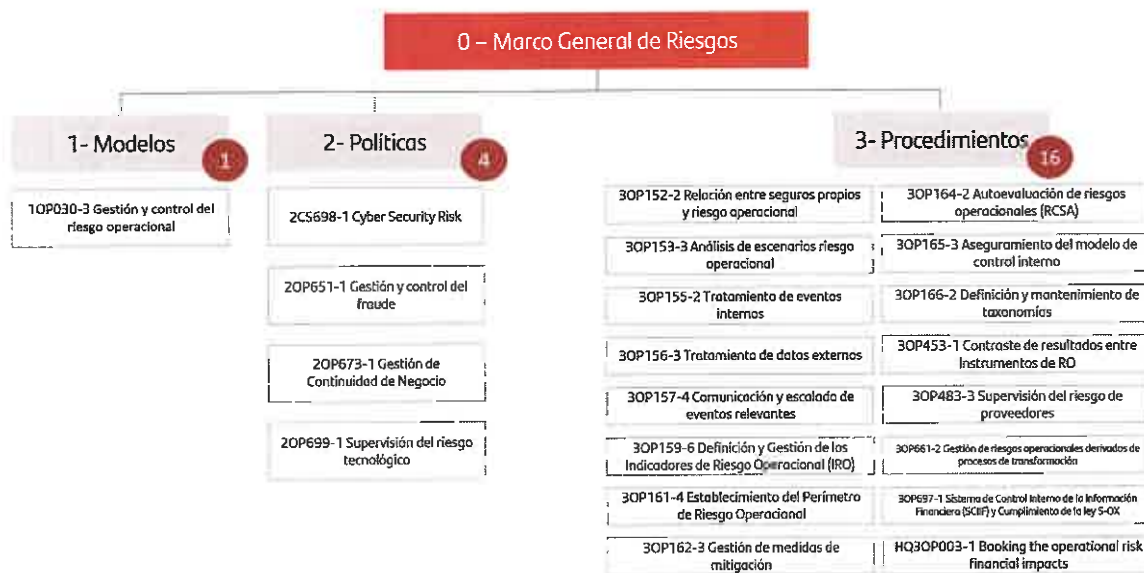 0 – Marco General de Riesgos
1- Modelos
1
1OP030-3 Gestión y control del
riesgo operacional
2- Políticas
4
2CS698-1 Cyber Security Risk
2OP651-1 Gestión y control del
fraude
2OP673-1 Gestión de
Continuidad de Negocio
2OP699-1 Supervisión del riesgo
tecnológico
3- Procedimientos
16
3OP152-2 Relación entre seguros propios
y riesgo operacional
3OP153-3 Análisis de escenarios riesgo
operacional
3OP155-2 Tratamiento de eventos
internos
3OP156-3 Tratamiento de datos externos
3OP157-4 Comunicación y escalado de
eventos relevantes
3OP159-6 Definición y Gestión de los
Indicadores de Riesgo Operacional (IRO)
3OP161-4 Establecimiento del Perímetro
de Riesgo Operacional
3OP162-3 Gestión de medidas de
mitigación
3OP164-2 Autoevaluación de riesgos
operacionales (RCSA)
3OP165-3 Aseguramiento del modelo de
control interno
3OP166-2 Definición y mantenimiento de
taxonomías
3OP453-1 Contraste de resultados entre
Instrumentos de RO
3OP483-3 Supervisión del riesgo de
proveedores
3OP661-2 Gestión de riesgos operacionales derivados de
procesos de transformación
3OP697-1 Sistema de Control Interno de la Información
Financiera (SCIIF) y Cumplimiento de la ley S-OX
HQ3OP003-1 Booking the operational risk
financial impacts